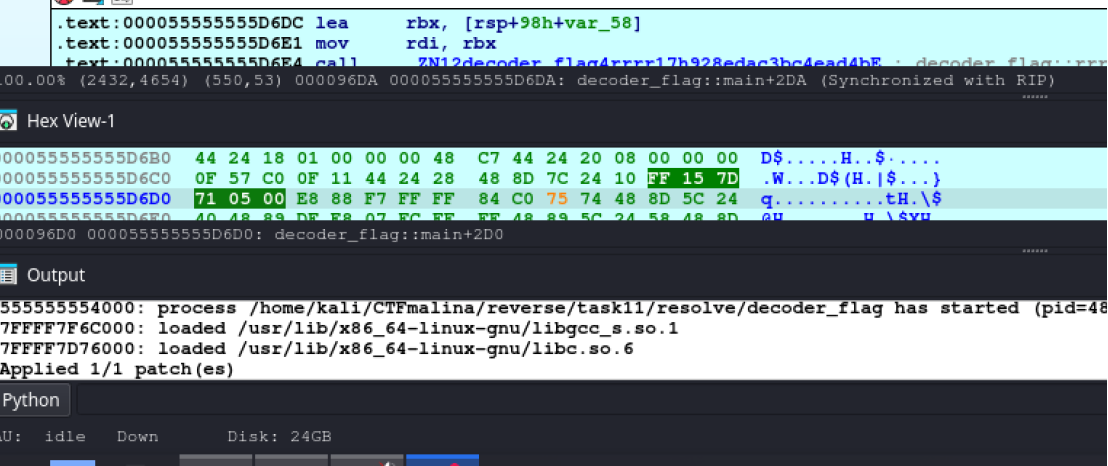 .text:000055555555D6DC lea rbx, [rsp+98h+var_58]
.text:000055555555D6E1 mov rdi, rbx
.text:000055555555D6E4 call ZN12decoder_flag4rrrr17h928edac3bc4ead4bE ; decoder_flag::rrr
00.00% (2432,4654) (550,53) 000096DA 000055555555D6DA: decoder_flag::main+2DA (Synchronized with RIP)
Hex View-1
000055555555D6B0 44 24 18 01 00 00 00 48 C7 44 24 20 08 00 00 00 D$.....H..$.....
000055555555D6C0 0F 57 C0 0F 11 44 24 28 48 8D 7C 24 10 FF 15 7D .W...D$(H.|$...}
000055555555D6D0 71 05 00 E8 88 F7 FF FF 84 C0 75 74 48 8D 5C 24 q..........tH.\$
40 48 89 DF E8 07 FC FF FF 48 89 5C 24 58 48 8D @H.......H.\$XH.
000096D0 000055555555D6D0: decoder_flag::main+2D0
Output
555555554000: process /home/kali/CTFmalina/reverse/task11/resolve/decoder_flag has started (pid=48
7FFFF7F6C000: loaded /usr/lib/x86_64-linux-gnu/libgcc_s.so.1
7FFFF7D76000: loaded /usr/lib/x86_64-linux-gnu/libc.so.6
Applied 1/1 patch(es)
Python
AU: idle Down Disk: 24GB